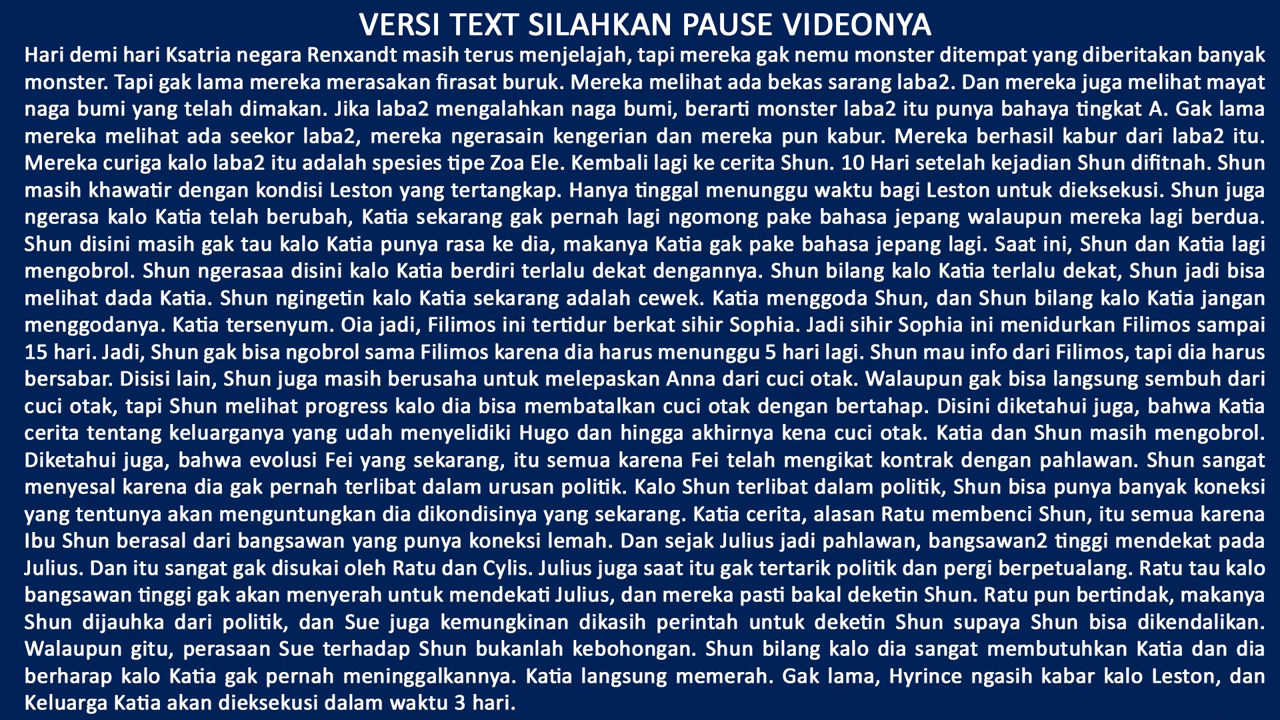 VERSI TEXT SILAHKAN PAUSE VIDEONYA
Hari demi hari Ksatria negara Renxandt masih terus menjelajah, tapi mereka gak nemu monster ditempat yang diberitakan banyak
monster. Tapi gak lama mereka merasakan firasat buruk. Mereka melihat ada bekas sarang laba2. Dan mereka juga melihat mayat
naga bumi yang telah dimakan. Jika laba2 mengalahkan naga bumi, berarti monster laba2 itu punya bahaya tingkat A. Gak lama
mereka melihat ada seekor laba2, mereka ngerasain kengerian dan mereka pun kabur. Mereka berhasil kabur dari laba2 itu.
Mereka curiga kalo laba2 itu adalah spesies tipe Zoa Ele. Kembali lagi ke cerita Shun. 10 Hari setelah kejadian Shun difitnah. Shun
masih khawatir dengan kondisi Leston yang tertangkap. Hanya tinggal menunggu waktu bagi Leston untuk dieksekusi. Shun juga
ngerasa kalo Katia telah berubah, Katia sekarang gak pernah lagi ngomong pake bahasa jepang walaupun mereka lagi berdua.
Shun disini masih gak tau kalo Katia punya rasa ke dia, makanya Katia gak pake bahasa jepang lagi. Saat ini, Shun dan Katia lagi
mengobrol. Shun ngerasaa disini kalo Katia berdiri terlalu dekat dengannya. Shun bilang kalo Katia terlalu dekat, Shun jadi bisa
melihat dada Katia. Shun ngingetin kalo Katia sekarang adalah cewek. Katia menggoda Shun, dan Shun bilang kalo Katia jangan
menggodanya. Katia tersenyum. Oia jadi, Filimos ini tertidur berkat sihir Sophia. Jadi sihir Sophia ini menidurkan Filimos sampai
15 hari. Jadi, Shun gak bisa ngobrol sama Filimos karena dia harus menunggu 5 hari lagi. Shun mau info dari Filimos, tapi dia harus
bersabar. Disisi lain, Shun juga masih berusaha untuk melepaskan Anna dari cuci otak. Walaupun gak bisa langsung sembuh dari
cuci otak, tapi Shun melihat progress kalo dia bisa membatalkan cuci otak dengan bertahap. Disini diketahui juga, bahwa Katia
cerita tentang keluarganya yang udah menyelidiki Hugo dan hingga akhirnya kena cuci otak. Katia dan Shun masih mengobrol.
Diketahui juga, bahwa evolusi Fei yang sekarang, itu semua karena Fei telah mengikat kontrak dengan pahlawan. Shun sangat
menyesal karena dia gak pernah terlibat dalam urusan politik. Kalo Shun terlibat dalam politik, Shun bisa punya banyak koneksi
yang tentunya akan menguntungkan dia dikondisinya yang sekarang. Katia cerita, alasan Ratu membenci Shun, itu semua karena
Ibu Shun berasal dari bangsawan yang punya koneksi lemah. Dan sejak Julius jadi pahlawan, bangsawan2 tinggi mendekat pada
Julius. Dan itu sangat gak disukai oleh Ratu dan Cylis. Julius juga saat itu gak tertarik politik dan pergi berpetualang. Ratu tau kalo
bangsawan tinggi gak akan menyerah untuk mendekati Julius, dan mereka pasti bakal deketin Shun. Ratu pun bertindak, makanya
Shun dijauhka dari politik, dan Sue juga kemungkinan dikasih perintah untuk deketin Shun supaya Shun bisa dikendalikan.
Walaupun gitu, perasaan Sue terhadap Shun bukanlah kebohongan. Shun bilang kalo dia sangat membutuhkan Katia dan dia
berharap kalo Katia gak pernah meninggalkannya. Katia langsung memerah. Gak lama, Hyrince ngasih kabar kalo Leston, dan
Keluarga Katia akan dieksekusi dalam waktu 3 hari.